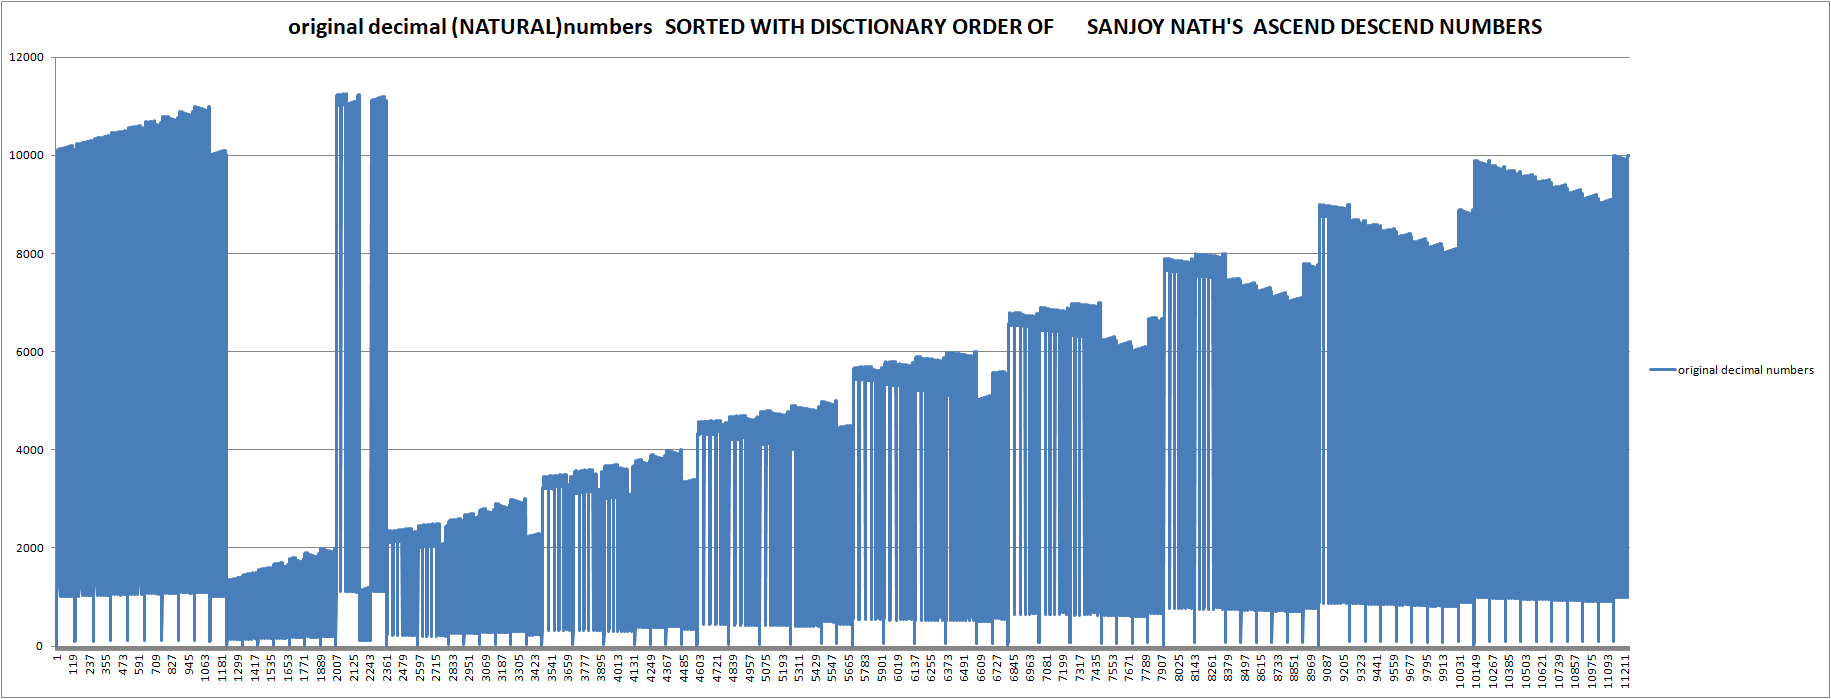 original decimal (NATURAL)numbers SORTED WITH DISCTIONARY ORDER OF SANJOY NATH'S ASCEND DESCEND NUMBERS
12000
10000
8000
6000
4000
2000
0
original decimal numbers
1 119 237 355 473 591 709 827 945 1063 1181 1299 1417 1535 1653 1771 1889 2007 2125 2243 2361 2479 2597 2715 2833 2951 3069 3187 3305 3423 3541 3659 3777 3895 4013 4131 4249 4367 4485 4603 4721 4839 4957 5075 5193 5311 5429 5547 5665 5783 5901 6019 6137 6255 6373 6491 6609 6727 6845 6963 7081 7199 7317 7435 7553 7671 7789 7907 8025 8143 8261 8379 8497 8615 8733 8851 8969 9087 9205 9323 9441 9559 9677 9795 9913 10031 10149 10267 10385 10503 10621 10739 10857 10975 11093 11211